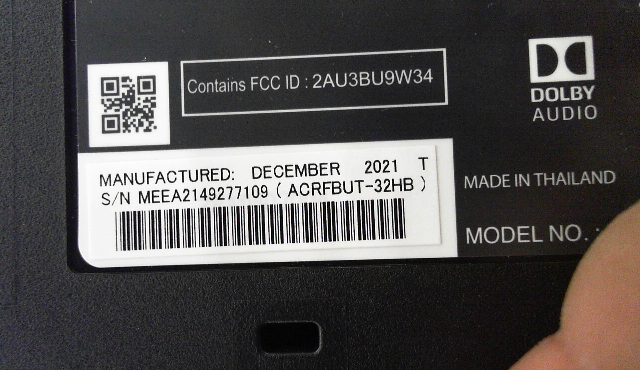 Contains FCC ID : 2AU3BU9W34
DOLBY
AUDIO
MANUFACTURED: DECEMBER 2021 T
S/N MEEA2149277109 ( ACRFBUT-32HB )
MADE IN THAILAND
MODEL NO. :